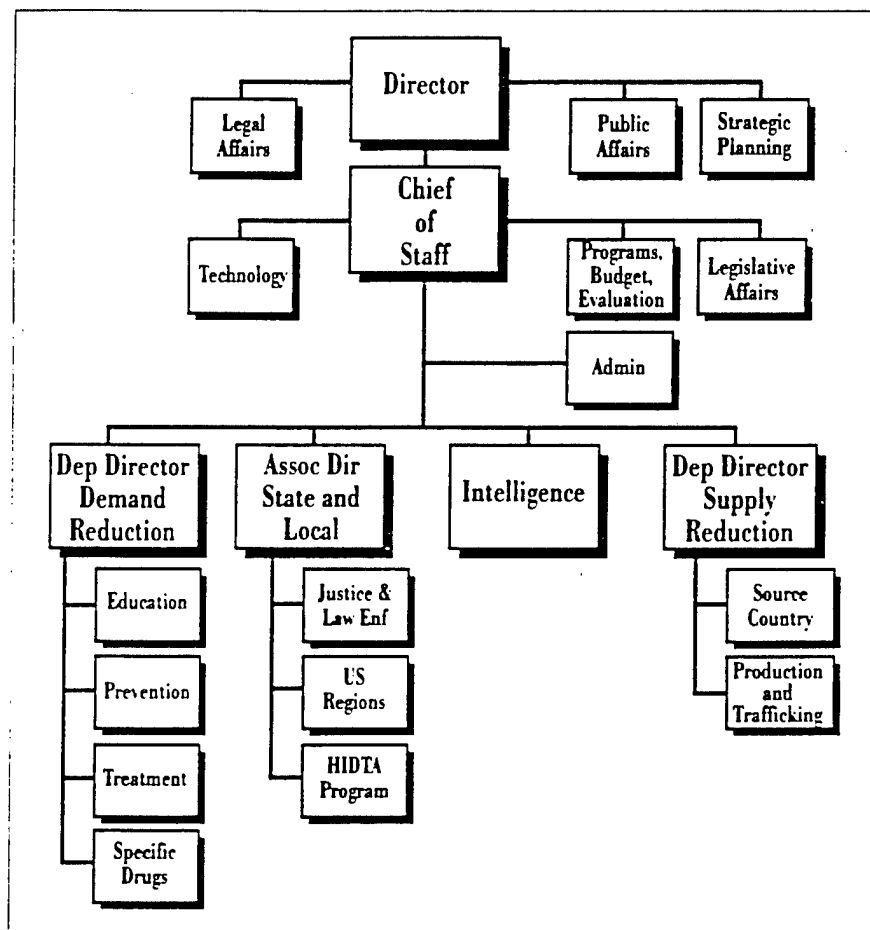 Director
Legal
Affairs
Public
Affairs
Strategic
Planning
Chief
of
Staff
Technology
Programs,
Budget,
Evaluation
Legislative
Affairs
Admin
Dep Director
Demand
Reduction
Assoc Dir
State and
Local
Intelligence
Dep Director
Supply
Reduction
Education
Prevention
Treatment
Specific
Drugs
Justice &
Law Enf
US
Regions
HIDTA
Program
Source
Country
Production
and
Trafficking